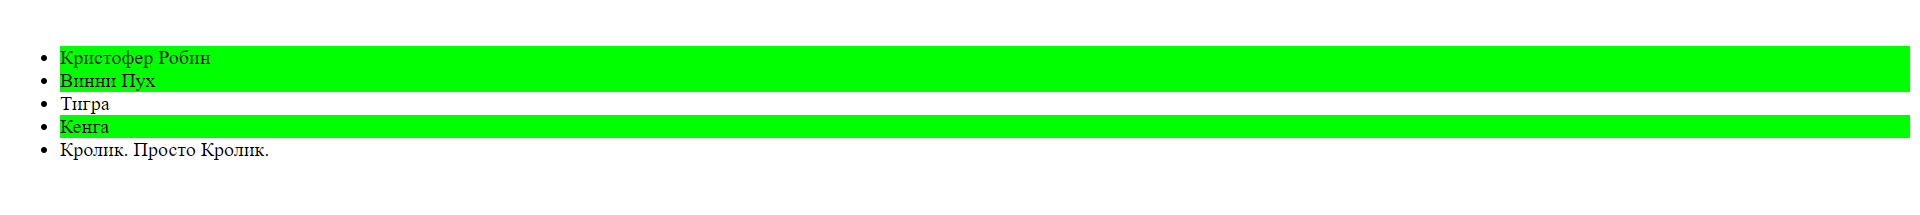 Кристофер Робин
Винни Пух
Тигра
Кенга
Кролик. Просто Кролик.